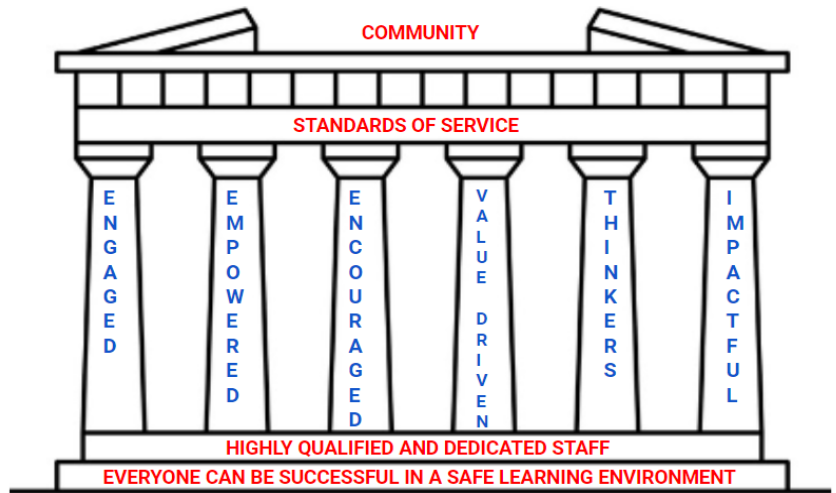 COMMUNITY
STANDARDS OF SERVICE
ENGAGED
EMPOWERED
ENCOURAGED
VALUE DRIVEN
THINKERS
IMPACTFUL
HIGHLY QUALIFIED AND DEDICATED STAFF
EVERYONE CAN BE SUCCESSFUL IN A SAFE LEARNING ENVIRONMENT